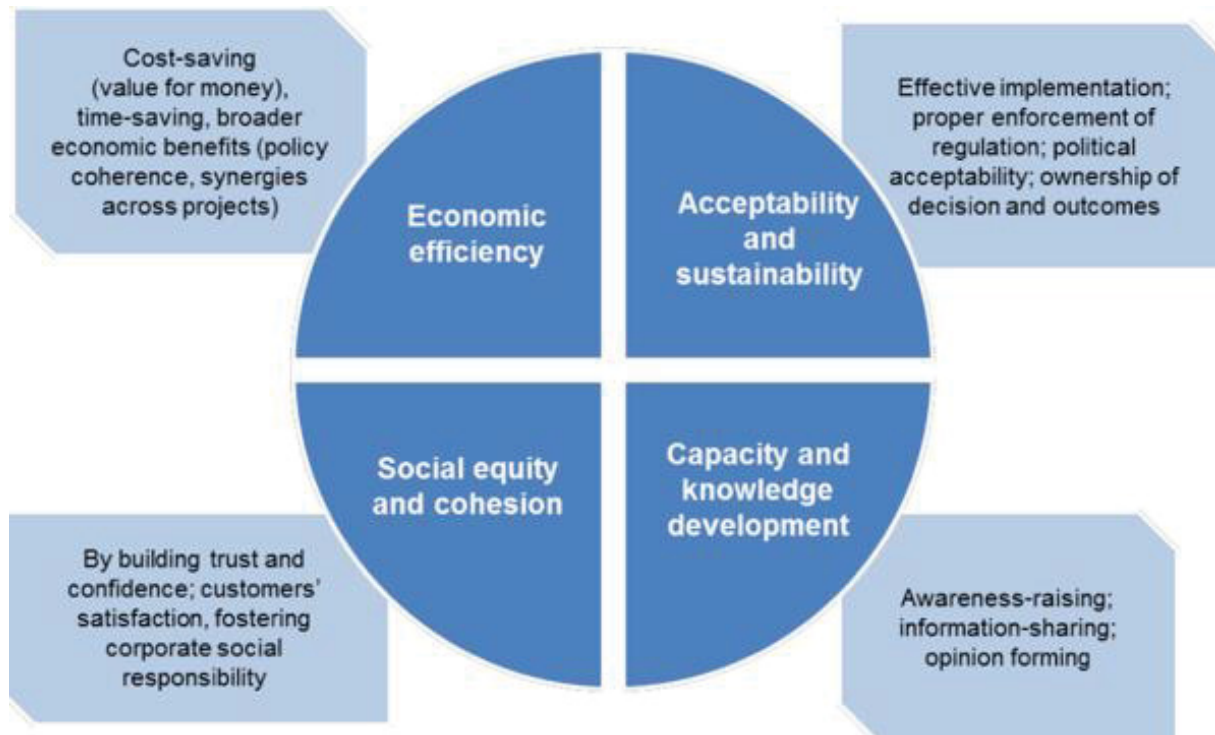 Cost-saving
(value for money),
time-saving, broader
economic benefits (policy
coherence, synergies
across projects)
Economic
efficiency
Acceptability
and
sustainability
Effective implementation;
proper enforcement of
regulation; political
acceptability; ownership of
decision and outcomes
By building trust and
confidence; customers’
satisfaction, fostering
corporate social
responsibility
Social equity
and cohesion
Capacity and
knowledge
development
Awareness-raising;
information-sharing;
opinion forming